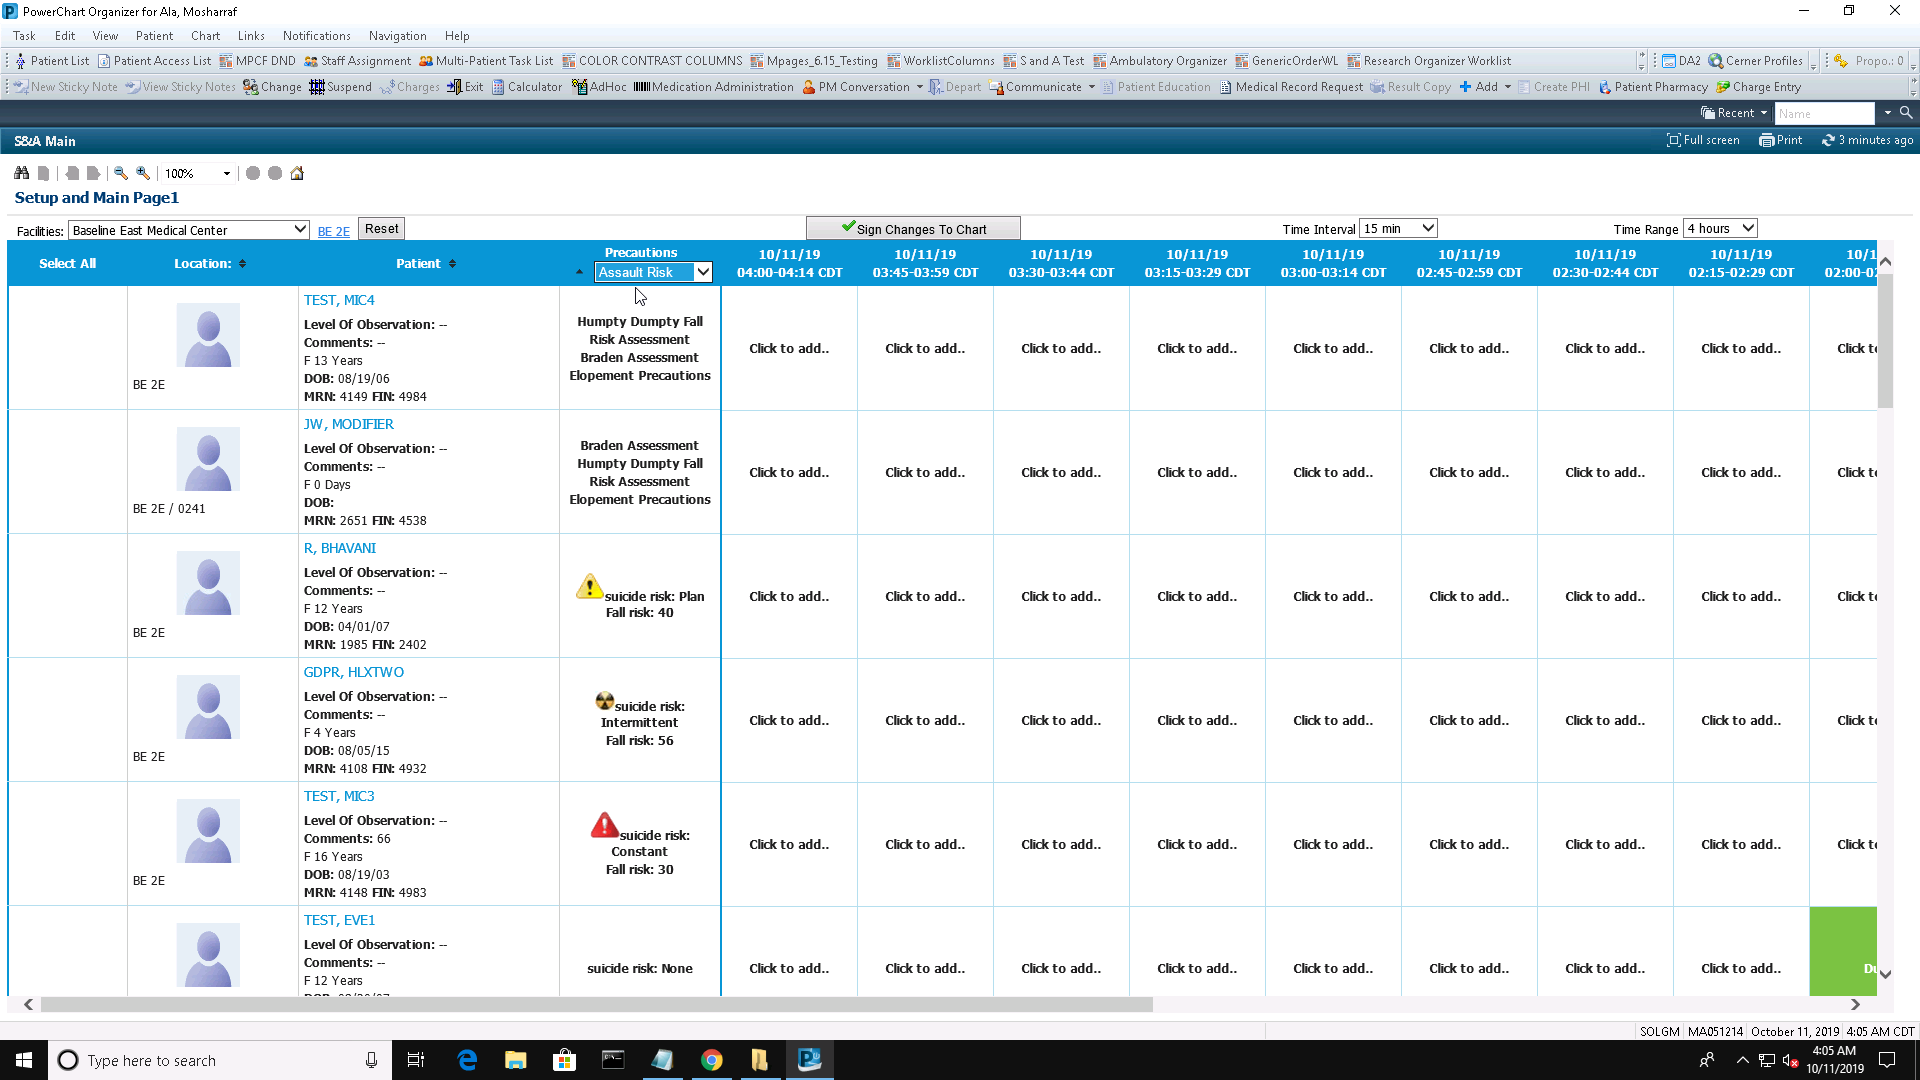 PowerChart Organizer for Ala, Mosharraf
Task Edit View Patient Chart Links Notifications Navigation Help
Patient List Patient Access List MPCF DND Staff Assignment Multi-Patient Task List COLOR CONTRAST COLUMNS Mpages_6.15_Testing WorklistColumns S and A Test Ambulatory Organizer GenericOrderWL Research Organizer Worklist DA2 Cerner Profiles Propo.: 0
New Sticky Note View Sticky Notes Change Suspend Charges Exit Calculator AdHoc Medication Administration PM Conversation Depart Communicate Patient Education Medical Record Request Result Copy Add Create PHI Patient Pharmacy Charge Entry
Recent Name
S&A Main Full screen Print 3 minutes ago
100%
Setup and Main Page1
Facilities: Baseline East Medical Center BE 2E Reset Sign Changes To Chart Time Interval 15 min Time Range 4 hours
Select All Location: Patient Precautions Assault Risk
10/11/19 10/11/19 10/11/19 10/11/19 10/11/19 10/11/19 10/11/19 10/11/19 10/1
04:00-04:14 CDT 03:45-03:59 CDT 03:30-03:44 CDT 03:15-03:29 CDT 03:00-03:14 CDT 02:45-02:59 CDT 02:30-02:44 CDT 02:15-02:29 CDT 02:00-02
BE 2E
TEST, MIC4
Level Of Observation: --
Comments: --
F 13 Years
DOB: 08/19/06
MRN: 4149 FIN: 4984
Humpty Dumpty Fall
Risk Assessment
Braden Assessment
Elopement Precautions
Click to add.. Click to add.. Click to add.. Click to add.. Click to add.. Click to add.. Click to add.. Click to add.. Click t
BE 2E / 0241
JW, MODIFIER
Level Of Observation: --
Comments: --
F 0 Days
DOB:
MRN: 2651 FIN: 4538
Braden Assessment
Humpty Dumpty Fall
Risk Assessment
Elopement Precautions
Click to add.. Click to add.. Click to add.. Click to add.. Click to add.. Click to add.. Click to add.. Click to add.. Click t
BE 2E
R, BHAVANI
Level Of Observation: --
Comments: --
F 12 Years
DOB: 04/01/07
MRN: 1985 FIN: 2402
suicide risk: Plan
Fall risk: 40
Click to add.. Click to add.. Click to add.. Click to add.. Click to add.. Click to add.. Click to add.. Click to add.. Click t
BE 2E
GDPR, HLXTWO
Level Of Observation: --
Comments: --
F 4 Years
DOB: 08/05/15
MRN: 4108 FIN: 4932
suicide risk:
Intermittent
Fall risk: 56
Click to add.. Click to add.. Click to add.. Click to add.. Click to add.. Click to add.. Click to add.. Click to add.. Click t
BE 2E
TEST, MIC3
Level Of Observation: --
Comments: 66
F 16 Years
DOB: 08/19/03
MRN: 4148 FIN: 4983
suicide risk:
Constant
Fall risk: 30
Click to add.. Click to add.. Click to add.. Click to add.. Click to add.. Click to add.. Click to add.. Click to add.. Click t
TEST, EVE1
Level Of Observation: --
Comments: --
F 12 Years
suicide risk: None
Click to add.. Click to add.. Click to add.. Click to add.. Click to add.. Click to add.. Click to add.. Click to add..
SOLGM MA051214 October 11, 2019 4:05 AM CDT
Type here to search
4:05 AM
10/11/2019